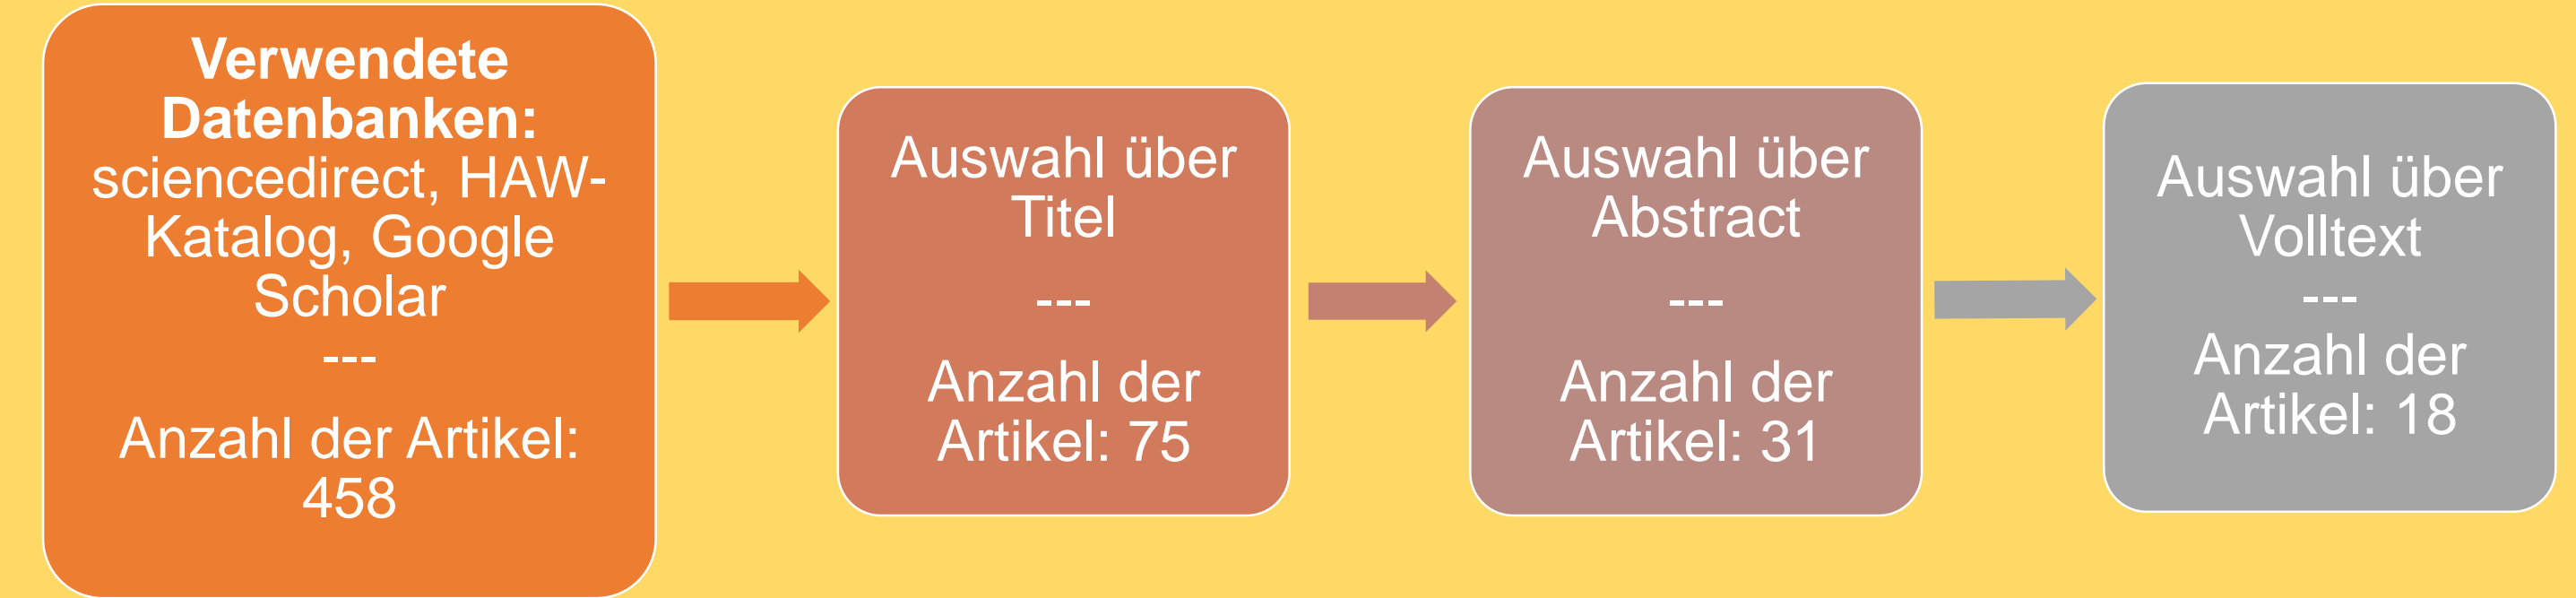 Verwendete
Datenbanken:
sciencedirect, HAW-
Katalog, Google
Scholar
---
Anzahl der Artikel:
458
Auswahl über
Titel
---
Anzahl der
Artikel: 75
Auswahl über
Abstract
---
Anzahl der
Artikel: 31
Auswahl über
Volltext
---
Anzahl der
Artikel: 18